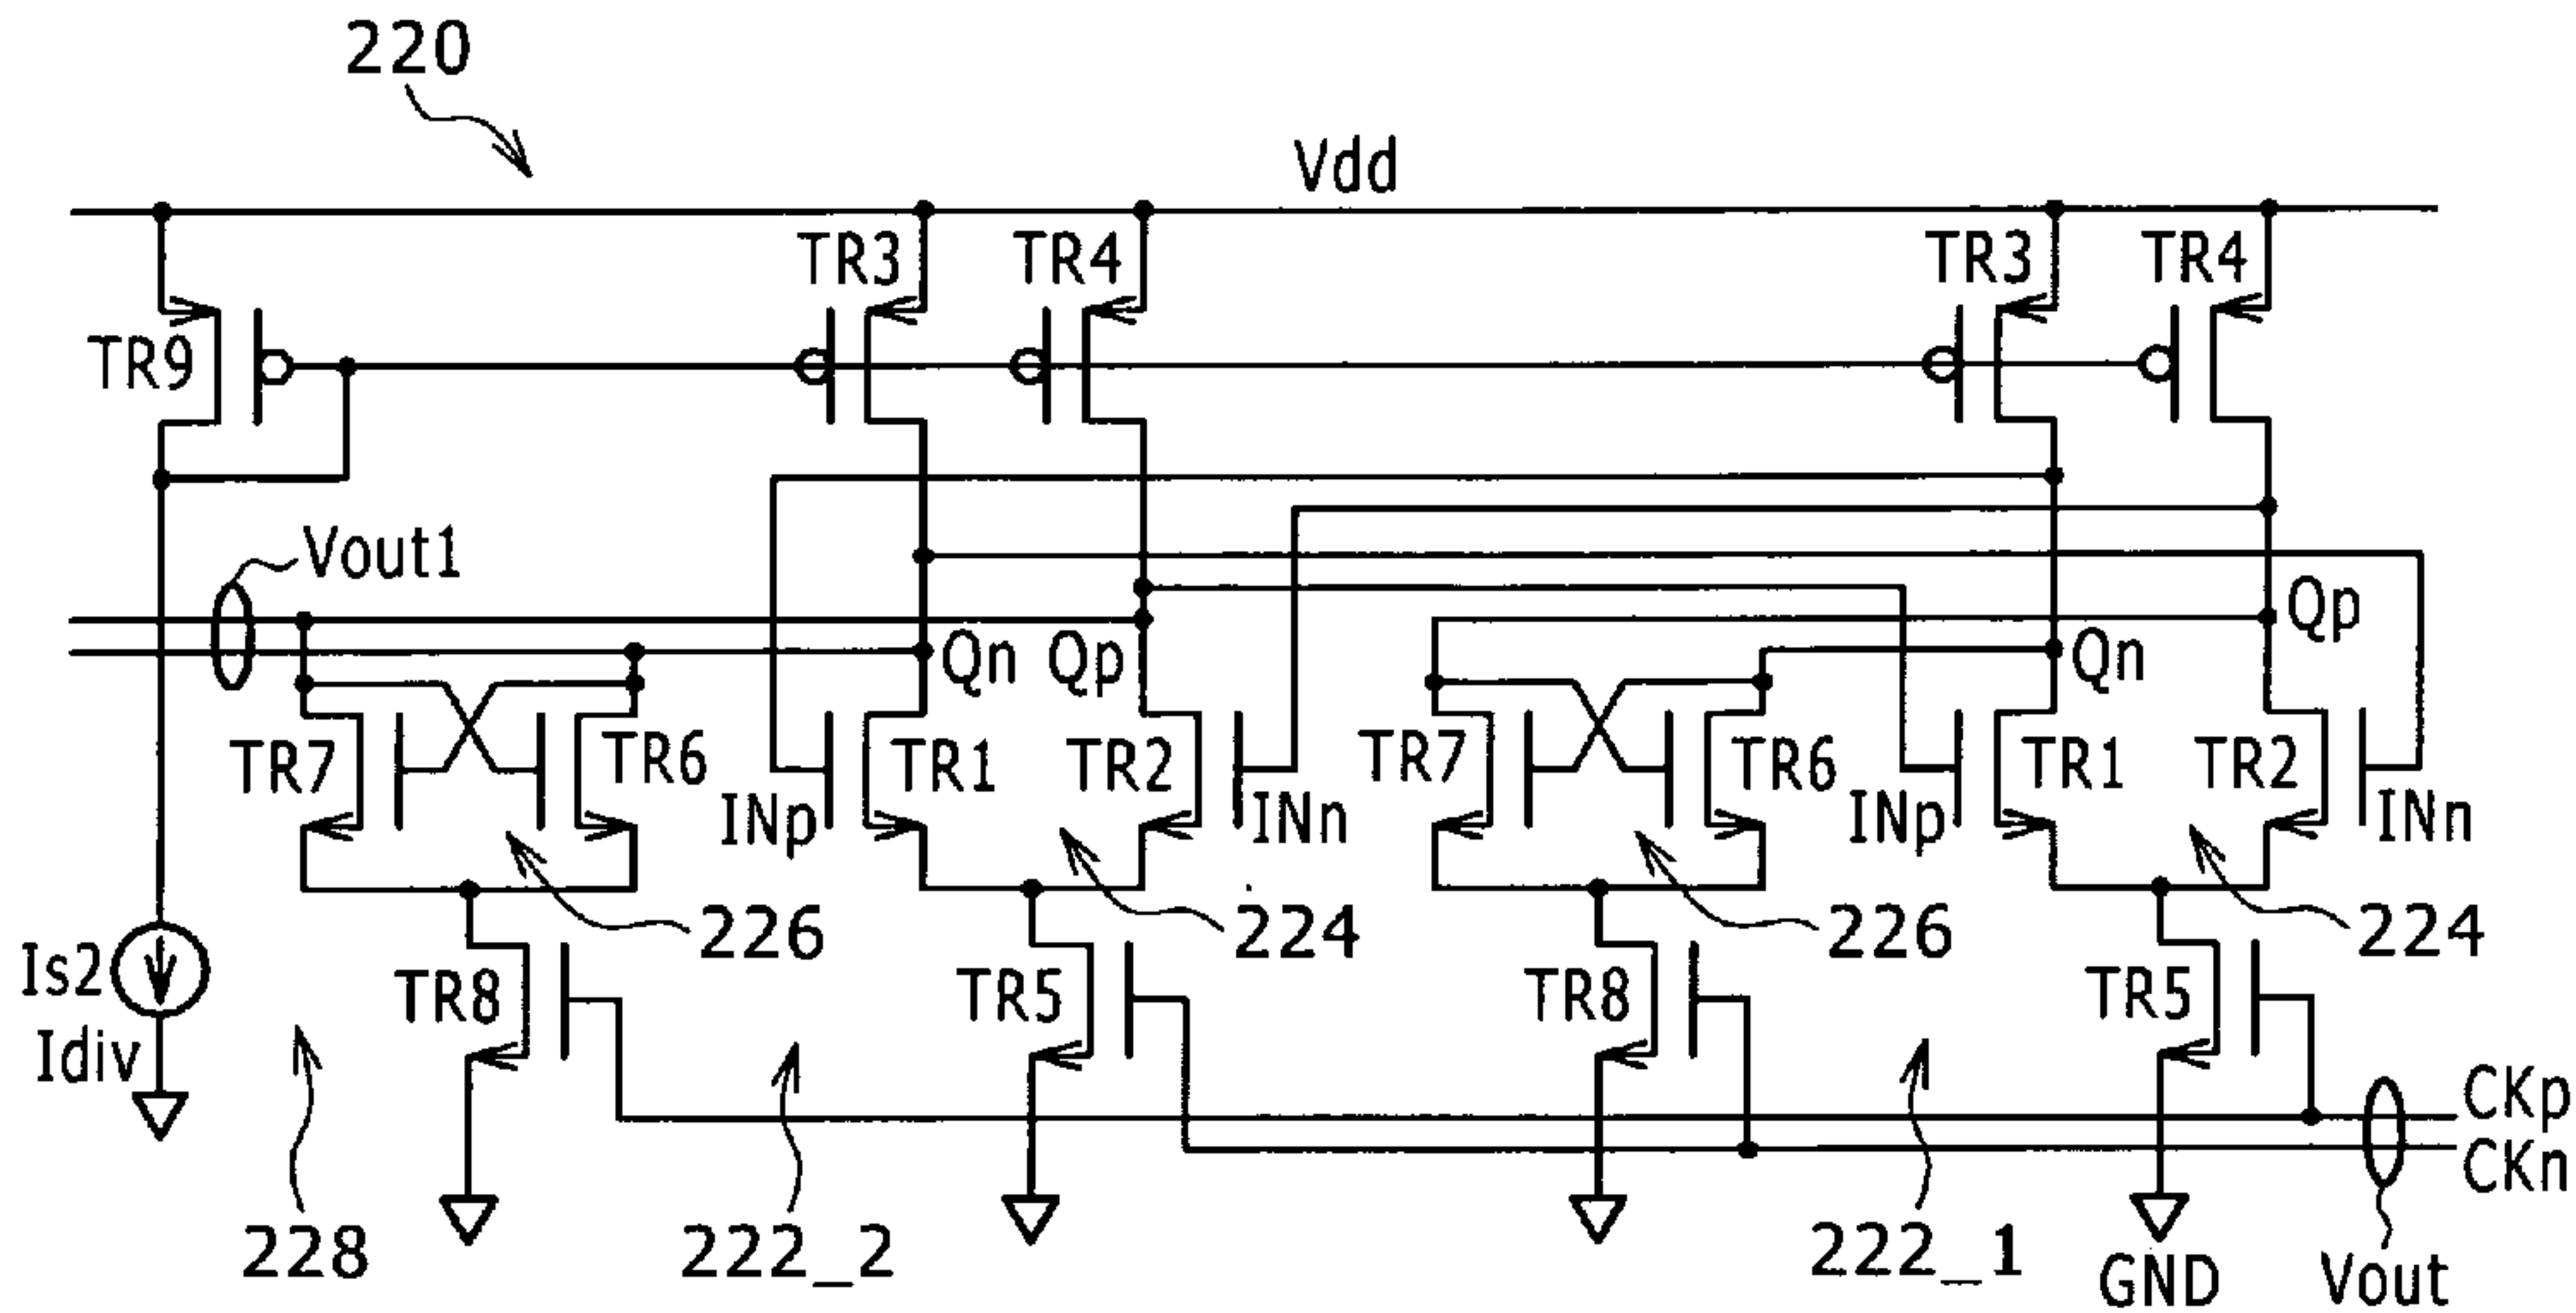 220
Vdd
TR3 TR4 TR3 TR4
TR9
Vout1
Qp
Qn Qp Qn
TR7 TR6 TR1 TR2 TR7 TR6 TR1 TR2
INp INn INp INn
226 224 226 224
Is2 TR8 TR5 TR8 TR5
Idiv
CKp
CKn
228 222_2 222_1 GND Vout